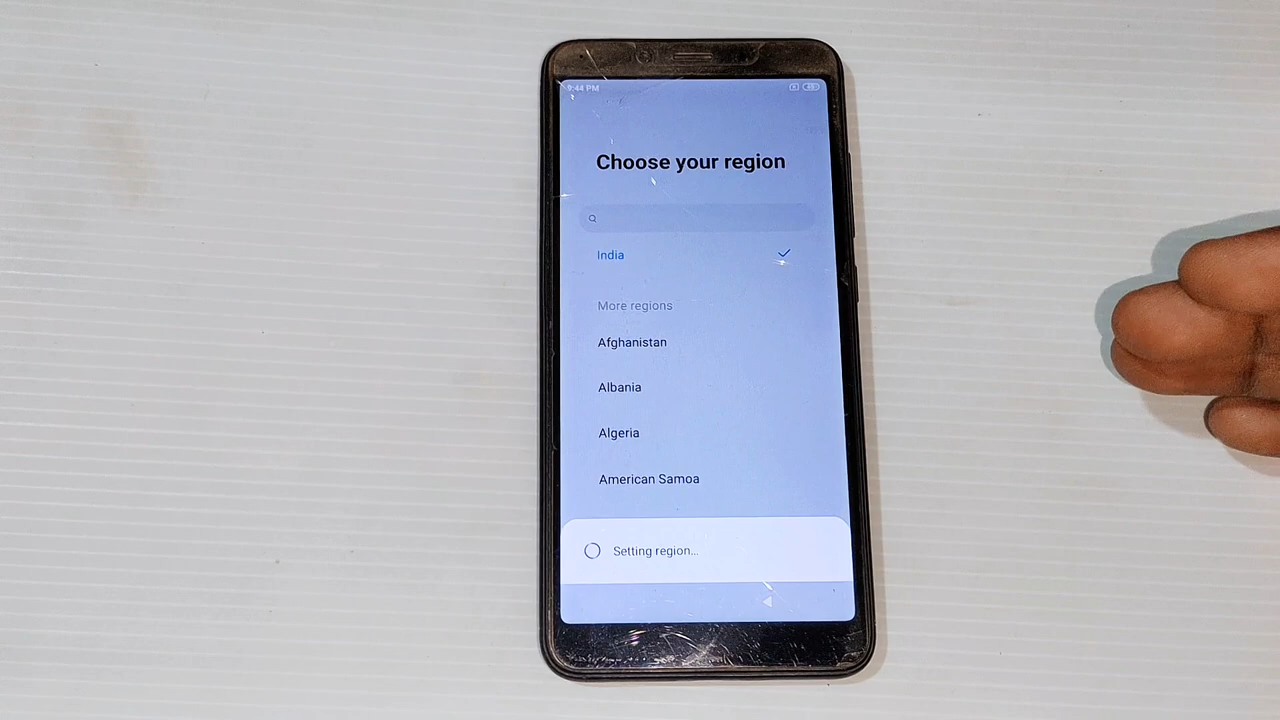 9:44 PM
Choose your region
India
More regions
Afghanistan
Albania
Algeria
American Samoa
Setting region...